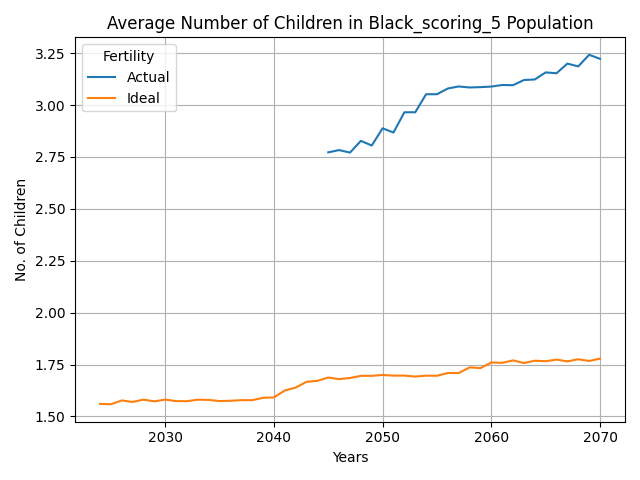 Average Number of Children in Black_scoring_5 Population
Fertility
Actual
Ideal
No. of Children
3.25
3.00
2.75
2.50
2.25
2.00
1.75
1.50
2030 2040 2050 2060 2070
Years